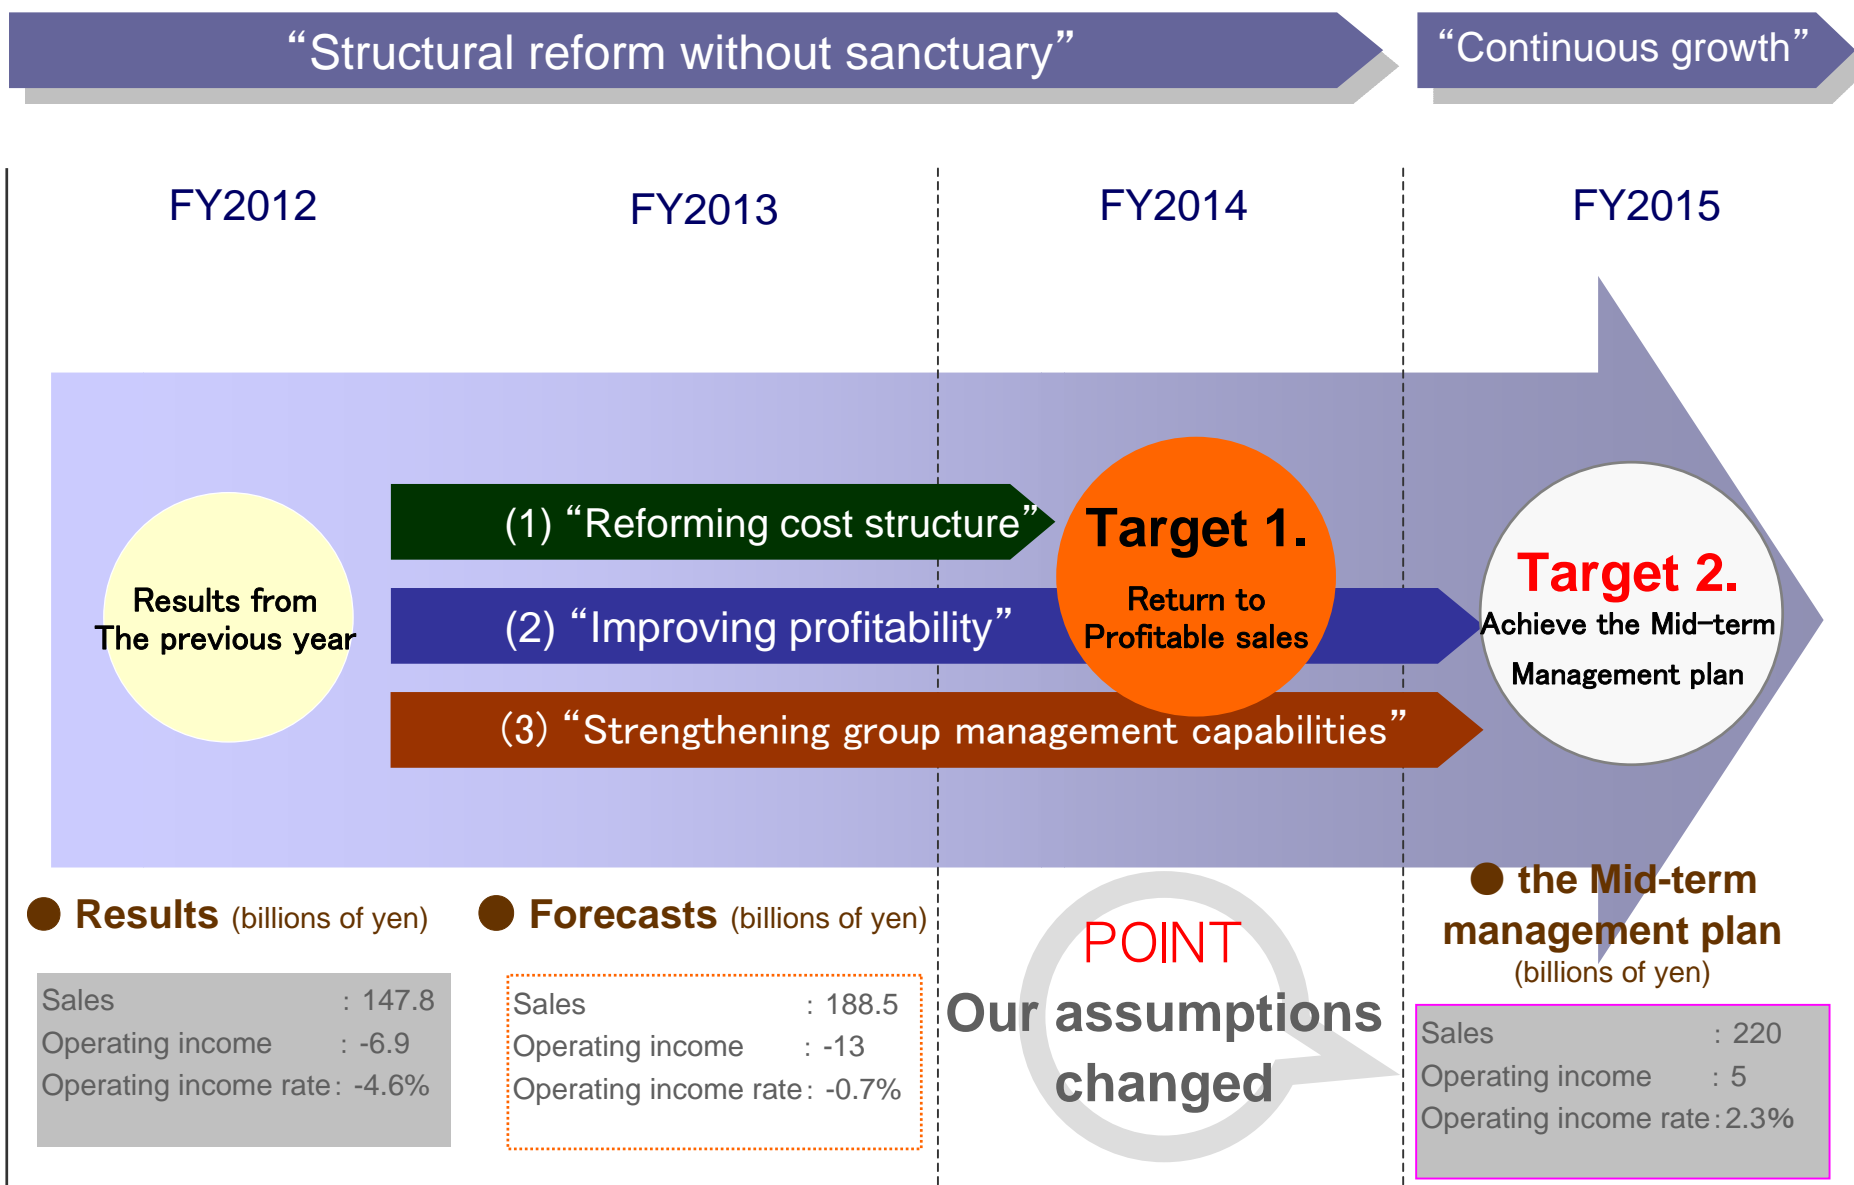 “Structural reform without sanctuary”
“Continuous growth”
FY2012
FY2013
FY2014
FY2015
Results from
The previous year
(1) “Reforming cost structure”
(2) “Improving profitability”
(3) “Strengthening group management capabilities”
Target 1.
Return to
Profitable sales
Target 2.
Achieve the Mid-term
Management plan
● Results (billions of yen)
Sales : 147.8
Operating income : -6.9
Operating income rate : -4.6%
● Forecasts (billions of yen)
Sales : 188.5
Operating income : -13
Operating income rate : -0.7%
POINT
Our assumptions
changed
● the Mid-term
management plan
(billions of yen)
Sales : 220
Operating income : 5
Operating income rate : 2.3%